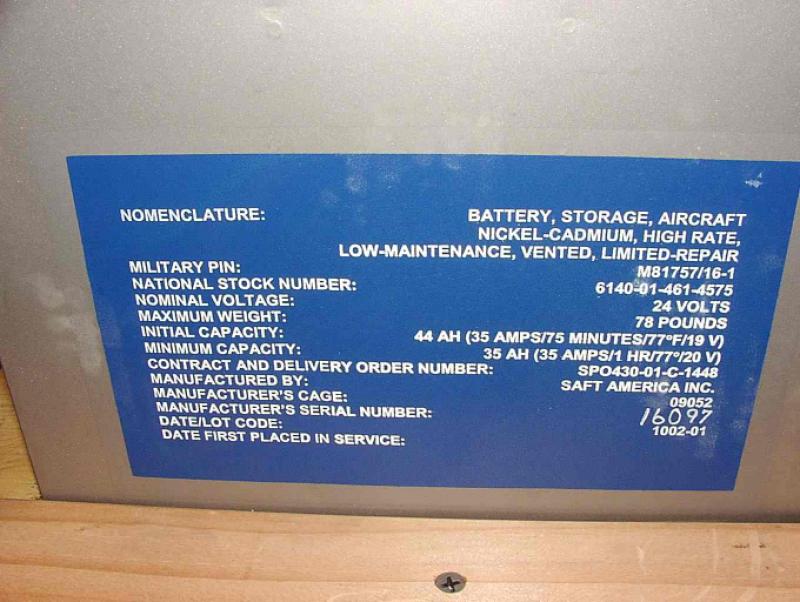 NOMENCLATURE: BATTERY, STORAGE, AIRCRAFT
NICKEL-CADMIUM, HIGH RATE,
LOW-MAINTENANCE, VENTED, LIMITED-REPAIR
MILITARY PIN: M81757/16-1
NATIONAL STOCK NUMBER: 6140-01-461-4575
NOMINAL VOLTAGE: 24 VOLTS
MAXIMUM WEIGHT: 78 POUNDS
INITIAL CAPACITY: 44 AH (35 AMPS/75 MINUTES/77°F/19 V)
MINIMUM CAPACITY: 35 AH (35 AMPS/1 HR/77°/20 V)
CONTRACT AND DELIVERY ORDER NUMBER: SPO430-01-C-1448
MANUFACTURED BY: SAFT AMERICA INC.
MANUFACTURER'S CAGE: 09052
MANUFACTURER'S SERIAL NUMBER: 16097
DATE/LOT CODE: 1002-01
DATE FIRST PLACED IN SERVICE: